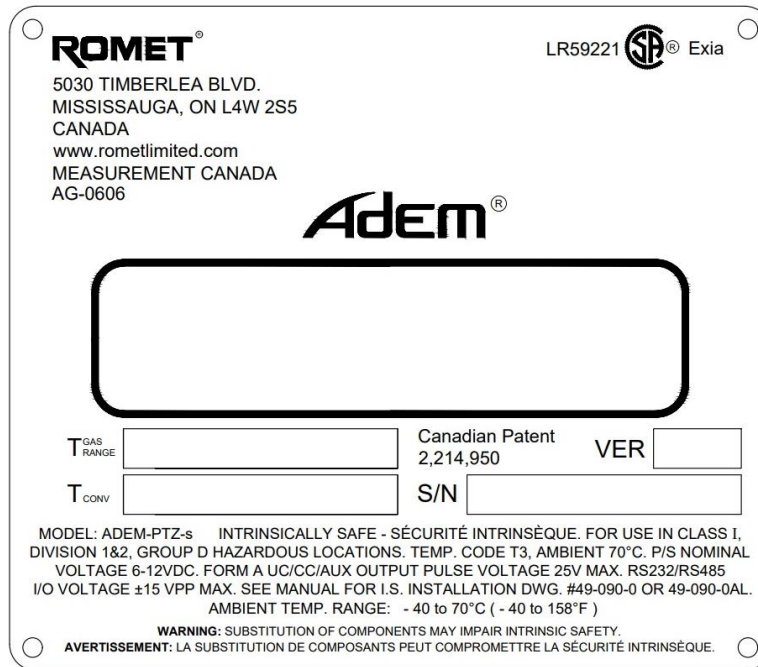 ROMET®
LR59221 SA® Exia
5030 TIMBERLEA BLVD.
MISSISSAUGA, ON L4W 2S5
CANADA
www.rometlimited.com
MEASUREMENT CANADA
AG-0606
Adem®
T GAS RANGE
Canadian Patent
2,214,950
VER
T CONV
S/N
MODEL: ADEM-PTZ-s INTRINSICALLY SAFE - SÉCURITÉ INTRINSÈQUE. FOR USE IN CLASS I,
DIVISION 1&2, GROUP D HAZARDOUS LOCATIONS. TEMP. CODE T3, AMBIENT 70°C. P/S NOMINAL
VOLTAGE 6-12VDC. FORM A UC/CC/AUX OUTPUT PULSE VOLTAGE 25V MAX. RS232/RS485
I/O VOLTAGE ±15 VPP MAX. SEE MANUAL FOR I.S. INSTALLATION DWG. #49-090-0 OR 49-090-0AL.
AMBIENT TEMP. RANGE: - 40 to 70°C ( - 40 to 158°F )
WARNING: SUBSTITUTION OF COMPONENTS MAY IMPAIR INTRINSIC SAFETY.
AVERTISSEMENT: LA SUBSTITUTION DE COMPOSANTS PEUT COMPROMETTRE LA SÉCURITÉ INTRINSÈQUE.